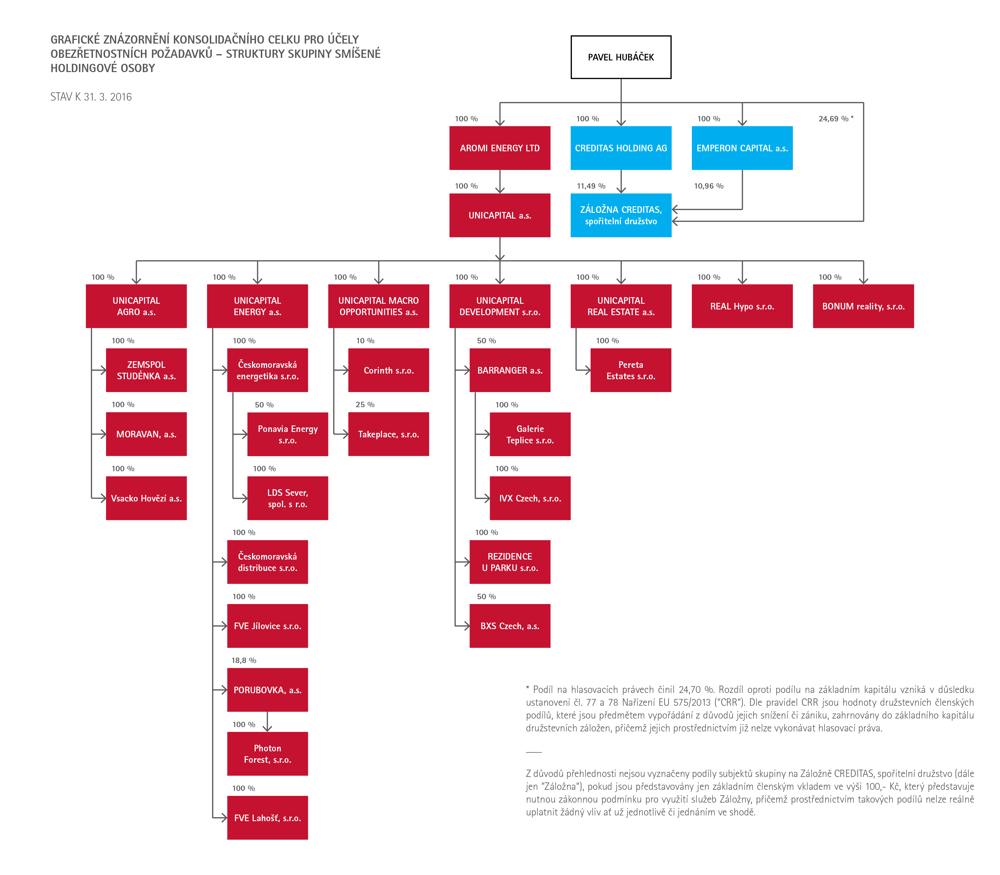 GRAFICKÉ ZNÁZORNĚNÍ KONSOLIDAČNÍHO CELKU PRO ÚČELY
OBEZŘETNOSTNÍCH POŽADAVKŮ – STRUKTURY SKUPINY SMÍŠENÉ
HOLDINGOVÉ OSOBY
STAV K 31. 3. 2016
PAVEL HUBÁČEK
100 %
100 %
100 %
24,69 % *
AROMI ENERGY LTD
CREDITAS HOLDING AG
EMPERON CAPITAL a.s.
100 %
11,49 %
10,96 %
UNICAPITAL a.s.
ZÁLOŽNA CREDITAS,
spořitelní družstvo
100 %
100 %
100 %
100 %
100 %
100 %
100 %
UNICAPITAL
AGRO a.s.
UNICAPITAL
ENERGY a.s.
UNICAPITAL MACRO
OPPORTUNITIES a.s.
UNICAPITAL
DEVELOPMENT s.r.o.
UNICAPITAL
REAL ESTATE a.s.
REAL Hypo s.r.o.
BONUM reality, s.r.o.
100 %
ZEMSPOL
STUDÉNKA a.s.
100 %
MORAVAN, a.s.
100 %
Vsacko Hovězí a.s.
100 %
Českomoravská
energetika s.r.o.
50 %
Ponavia Energy
s.r.o.
100 %
LDS Sever,
spol. s r.o.
100 %
Českomoravská
distribuce s.r.o.
100 %
FVE Jílovice s.r.o.
18,8 %
PORUBOVKA, a.s.
100 %
Photon
Forest, s.r.o.
100 %
FVE Lahošť, s.r.o.
10 %
Corinth s.r.o.
25 %
Takeplace, s.r.o.
50 %
BARRANGER a.s.
100 %
Galerie
Teplice s.r.o.
100 %
IVX Czech, s.r.o.
100 %
REZIDENCE
U PARKU s.r.o.
50 %
BXS Czech, a.s.
100 %
Pereta
Estates s.r.o.
* Podíl na hlasovacích právech činil 24,70 %. Rozdíl oproti podílu na základním kapitálu vzniká v důsledku
ustanovení čl. 77 a 78 Nařízení EU 575/2013 (“CRR“). Dle pravidel CRR jsou hodnoty družstevních členských
podílů, které jsou předmětem vypořádání z důvodů jejich snížení či zániku, zahrnovány do základního kapitálu
družstevních záložen, přičemž jejich prostřednictvím již nelze vykonávat hlasovací práva.
Z důvodů přehlednosti nejsou vyznačeny podíly subjektů skupiny na Záložně CREDITAS, spořitelní družstvo (dále
jen “Záložna“), pokud jsou představovány jen základním členským vkladem ve výši 100,- Kč, který představuje
nutnou zákonnou podmínku pro využití služeb Záložny, přičemž prostřednictvím takových podílů nelze reálně
uplatnit žádný vliv ať už jednotlivě či jednáním ve shodě.